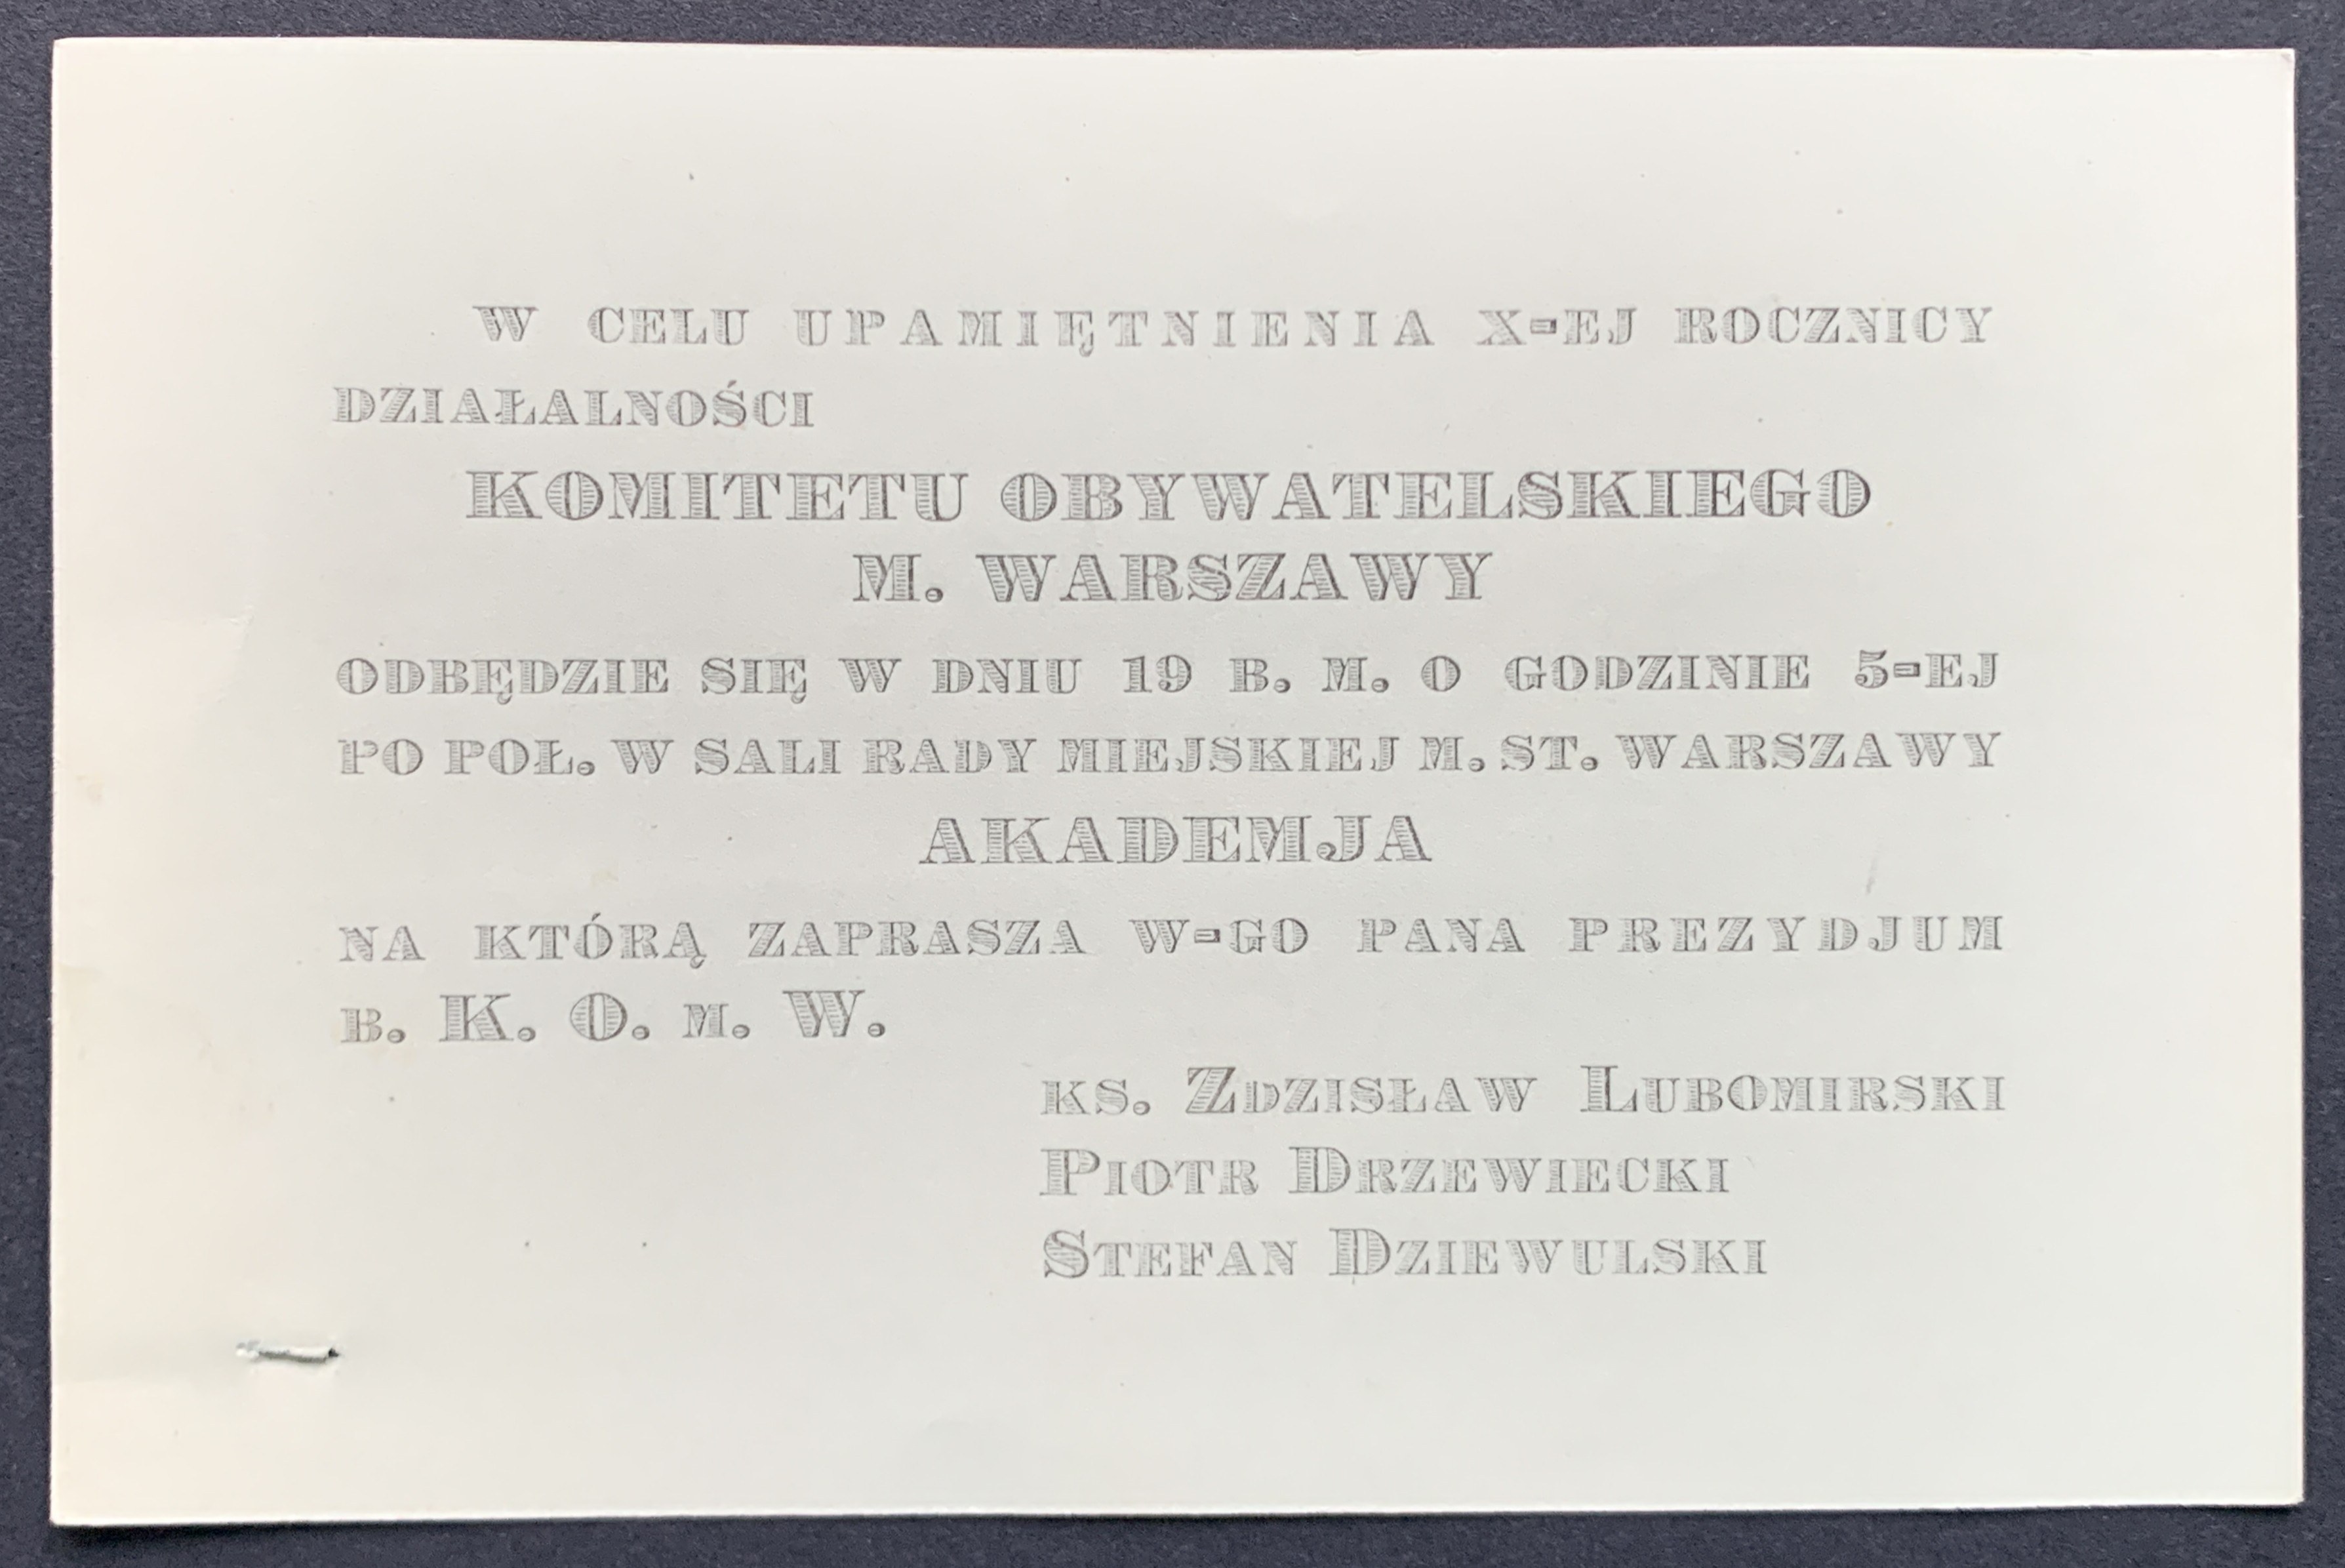 W CELU UPAMIĘTNIENIA X-EJ ROCZNICY
DZIAŁALNOŚCI
KOMITETU OBYWATELSKIEGO
M. WARSZAWY
ODBĘDZIE SIĘ W DNIU 19 B. M. O GODZINIE 5-EJ
PO POŁ. W SALI RADY MIEJSKIEJ M. ST. WARSZAWY
AKADEMJA
NA KTÓRĄ ZAPRASZA W-GO PANA PREZYDJUM
B. K. O. M. W.
KS. ZDZISŁAW LUBOMIRSKI
PIOTR DRZEWIECKI
STEFAN DZIEWULSKI